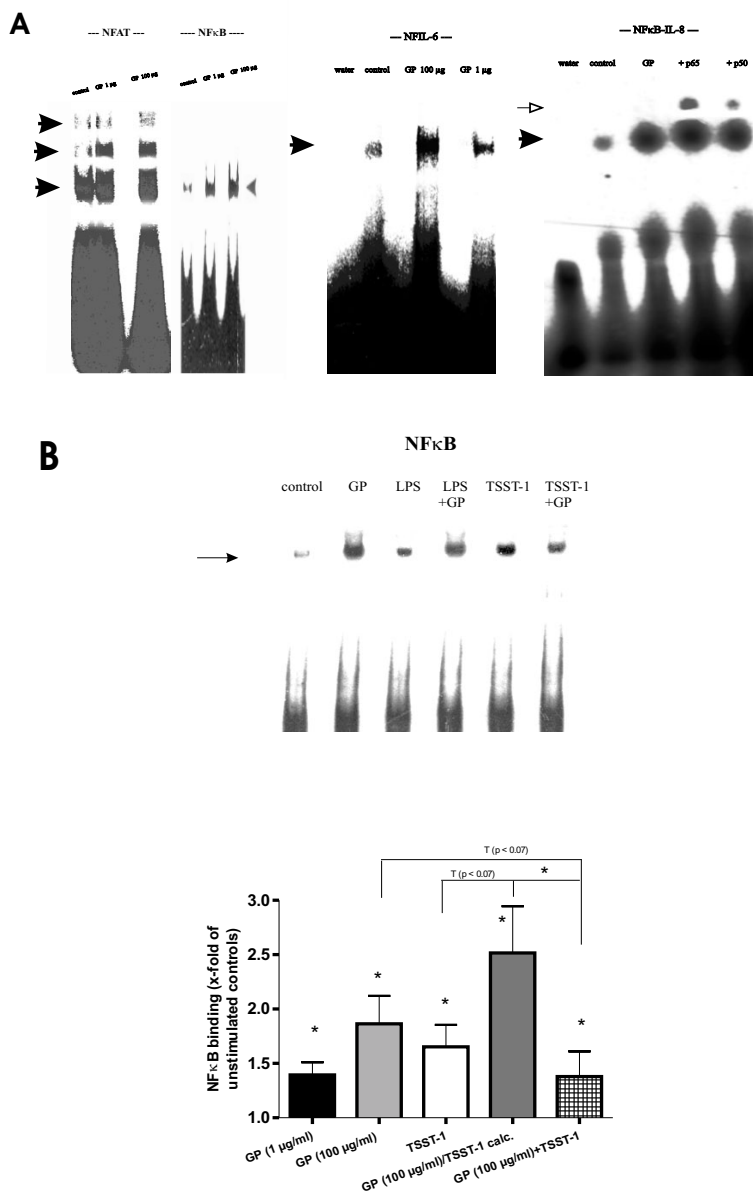 A
--- NFAT ---- ---- NFκB ----
control GP 1 µg GP 100 µg control GP 1 µg GP 100 µg
— NFIL-6 —
water control GP 100 µg GP 1 µg
— NFκB-IL-8 —
water control GP + p65 + p50
B
NFκB
control GP LPS LPS +GP TSST-1 TSST-1 +GP
T (p < 0.07)
T (p < 0.07) *
3.0
2.5
2.0
1.5
1.0
NFκB binding (x-fold of
unstimulated controls)
* * * * *
GP (1 µg/ml)
GP (100 µg/ml)
TSST-1
GP (100 µg/ml)/TSST-1 calc.
GP (100 µg/ml)+TSST-1